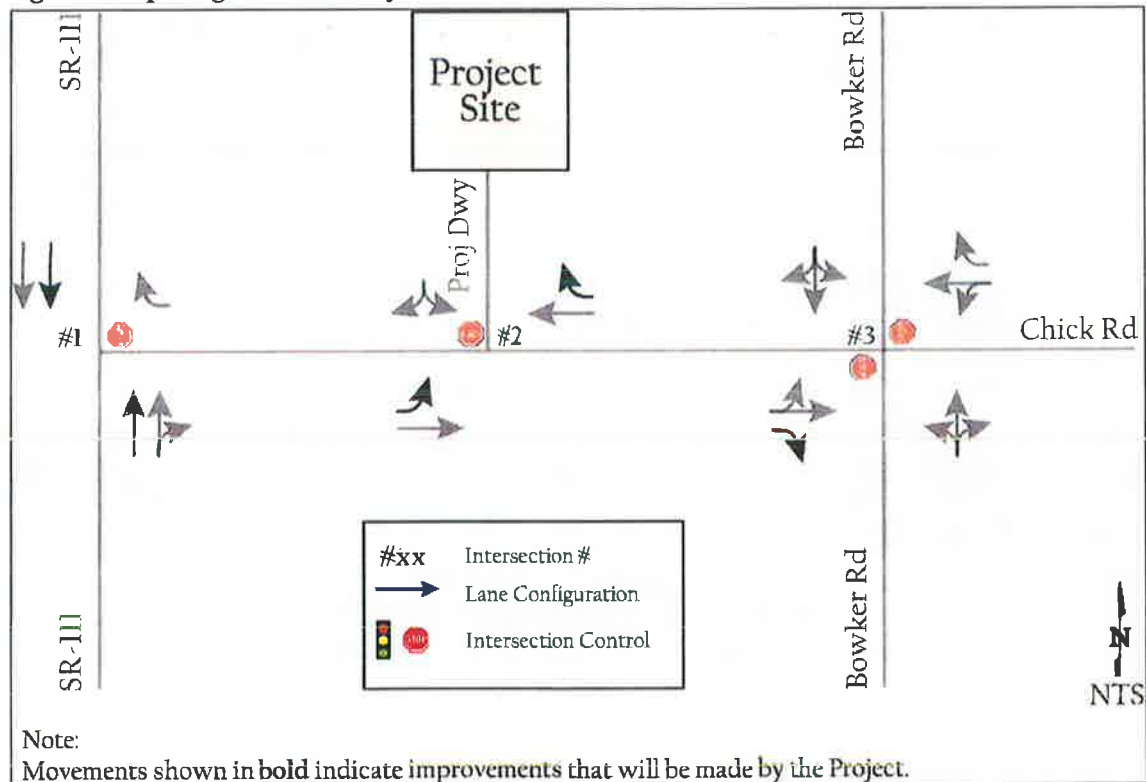 SR-111
Project
Site
Bowker Rd
Proj Dwy
#1
#2
#3
Chick Rd
#xx Intersection #
Lane Configuration
Intersection Control
SR-111
Bowker Rd
N
NTS
Note:
Movements shown in bold indicate improvements that will be made by the Project.